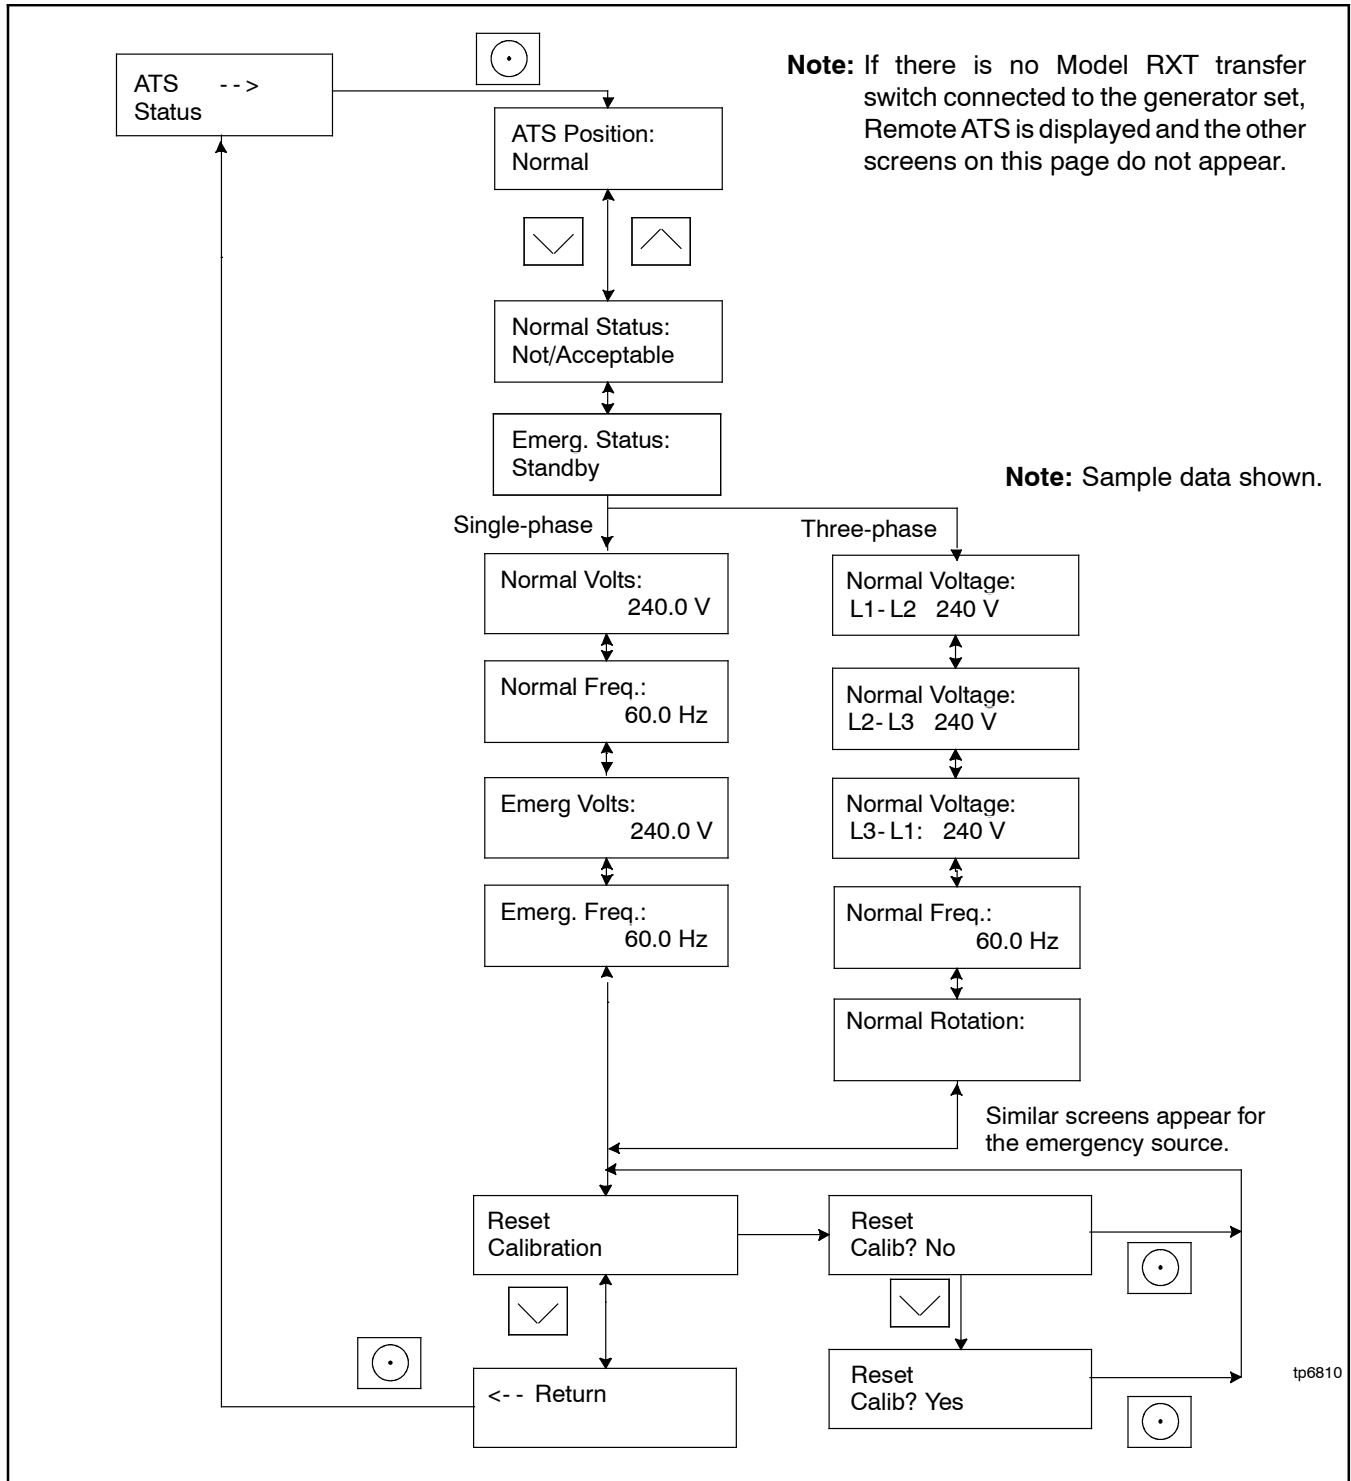 ATS -->
Status
Note: If there is no Model RXT transfer
switch connected to the generator set,
Remote ATS is displayed and the other
screens on this page do not appear.
ATS Position:
Normal
Normal Status:
Not/Acceptable
Emerg. Status:
Standby
Note: Sample data shown.
Single-phase
Three-phase
Normal Volts:
240.0 V
Normal Freq.:
60.0 Hz
Emerg Volts:
240.0 V
Emerg. Freq.:
60.0 Hz
Normal Voltage:
L1-L2 240 V
Normal Voltage:
L2-L3 240 V
Normal Voltage:
L3-L1: 240 V
Normal Freq.:
60.0 Hz
Normal Rotation:
Similar screens appear for
the emergency source.
Reset
Calibration
Reset
Calib? No
<-- Return
Reset
Calib? Yes
tp6810